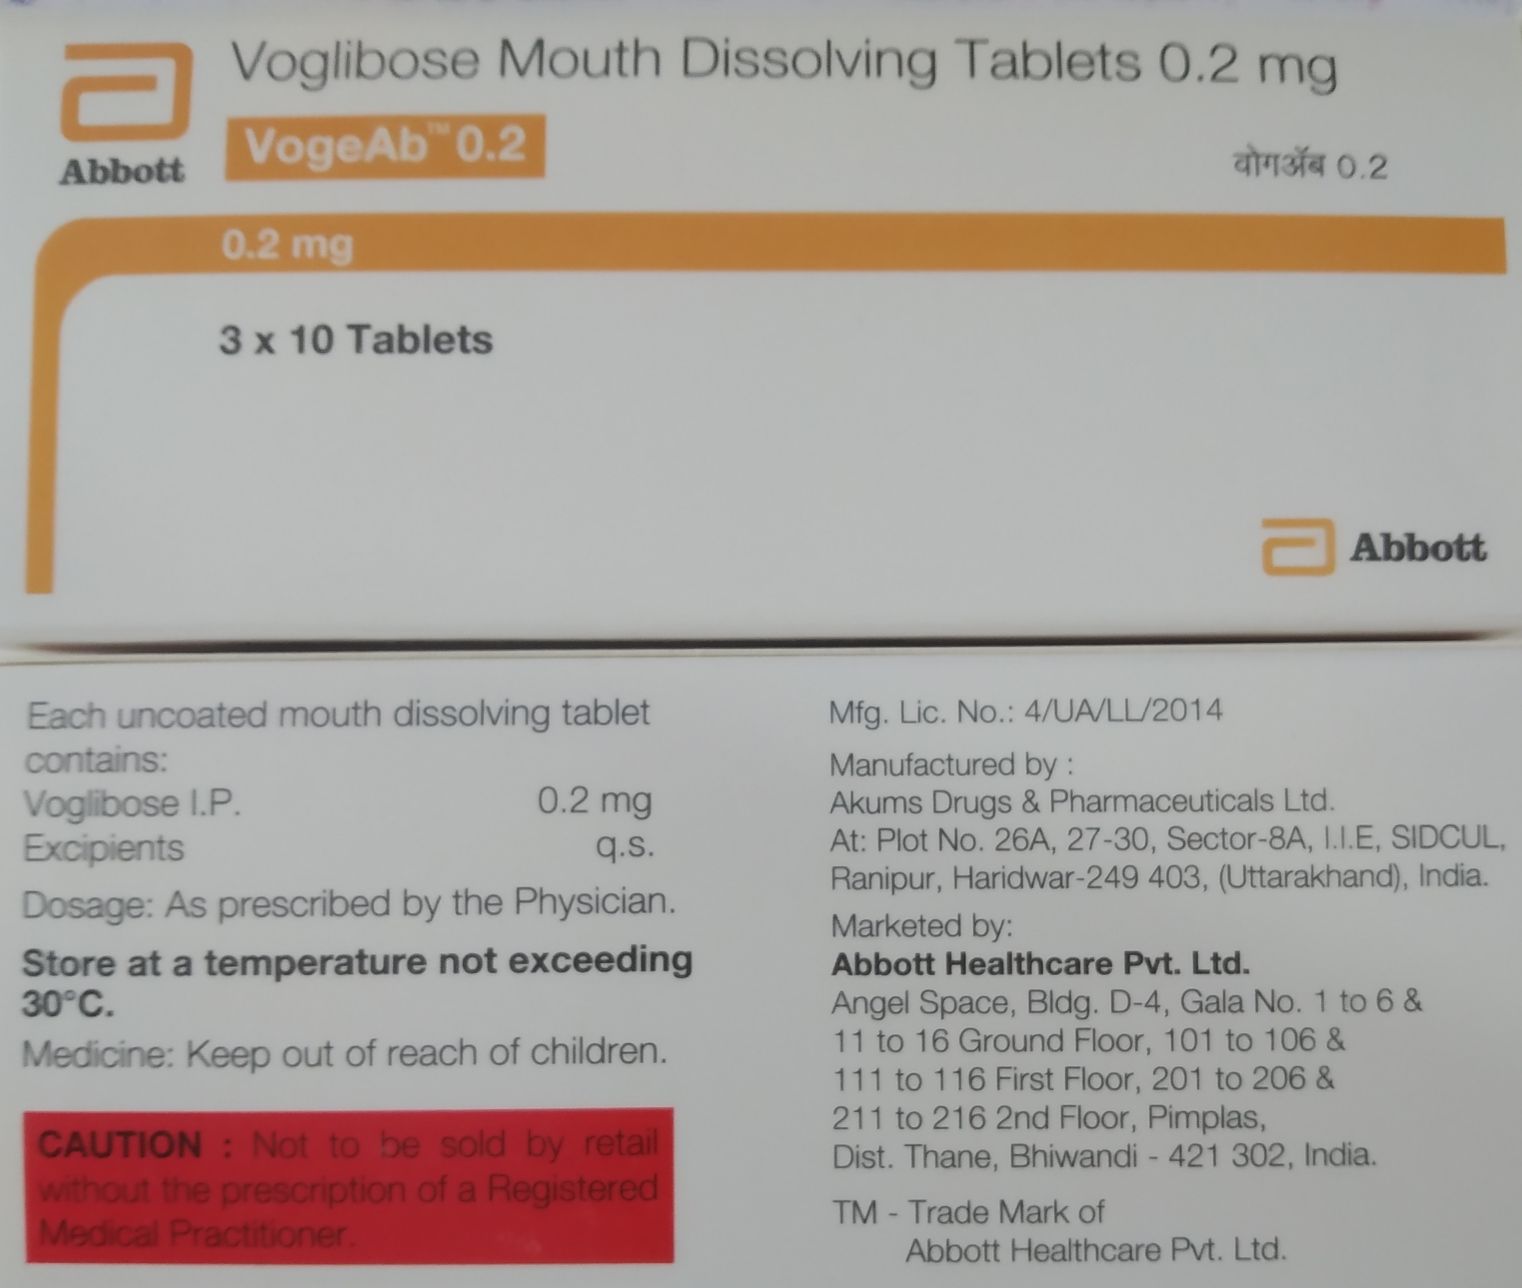 Voglibose Mouth Dissolving Tablets 0.2 mg
Abbott
VogeAb™ 0.2
वोगॲब 0.2
0.2 mg
3 x 10 Tablets
Abbott
Each uncoated mouth dissolving tablet
contains:
Voglibose I.P. 0.2 mg
Excipients q.s.
Dosage: As prescribed by the Physician.
Store at a temperature not exceeding
30°C.
Medicine: Keep out of reach of children.
CAUTION : Not to be sold by retail
without the prescription of a Registered
Medical Practitioner.
Mfg. Lic. No.: 4/UA/LL/2014
Manufactured by :
Akums Drugs & Pharmaceuticals Ltd.
At: Plot No. 26A, 27-30, Sector-8A, I.I.E, SIDCUL,
Ranipur, Haridwar-249 403, (Uttarakhand), India.
Marketed by:
Abbott Healthcare Pvt. Ltd.
Angel Space, Bldg. D-4, Gala No. 1 to 6 &
11 to 16 Ground Floor, 101 to 106 &
111 to 116 First Floor, 201 to 206 &
211 to 216 2nd Floor, Pimplas,
Dist. Thane, Bhiwandi - 421 302, India.
TM - Trade Mark of
Abbott Healthcare Pvt. Ltd.